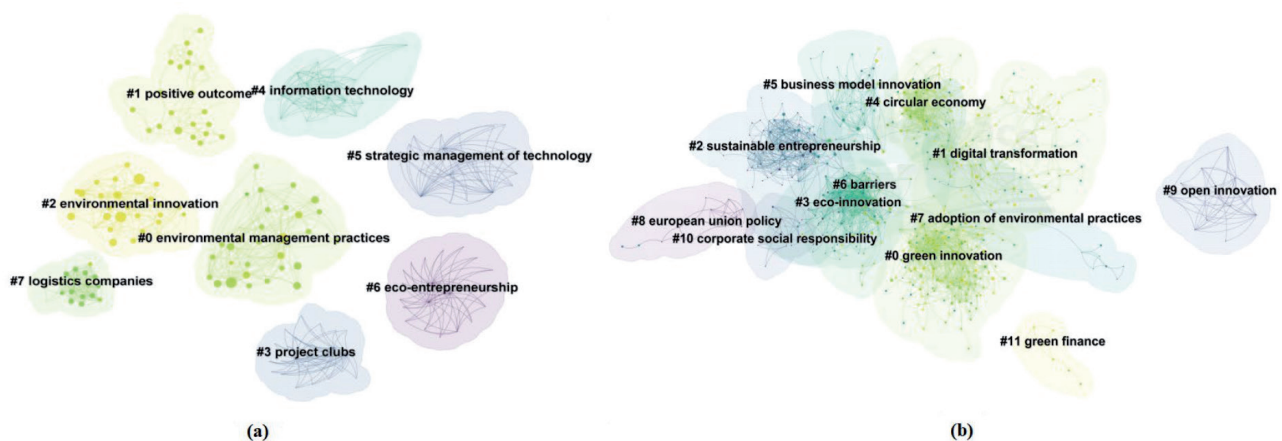 #1 positive outcome
#4 information technology
#5 strategic management of technology
#2 environmental innovation
#0 environmental management practices
#7 logistics companies
#6 eco-entrepreneurship
#3 project clubs
(a)
#5 business model innovation
#4 circular economy
#2 sustainable entrepreneurship
#1 digital transformation
#6 barriers
#9 open innovation
#3 eco-innovation
#8 european union policy
#7 adoption of environmental practices
#10 corporate social responsibility
#0 green innovation
#11 green finance
(b)